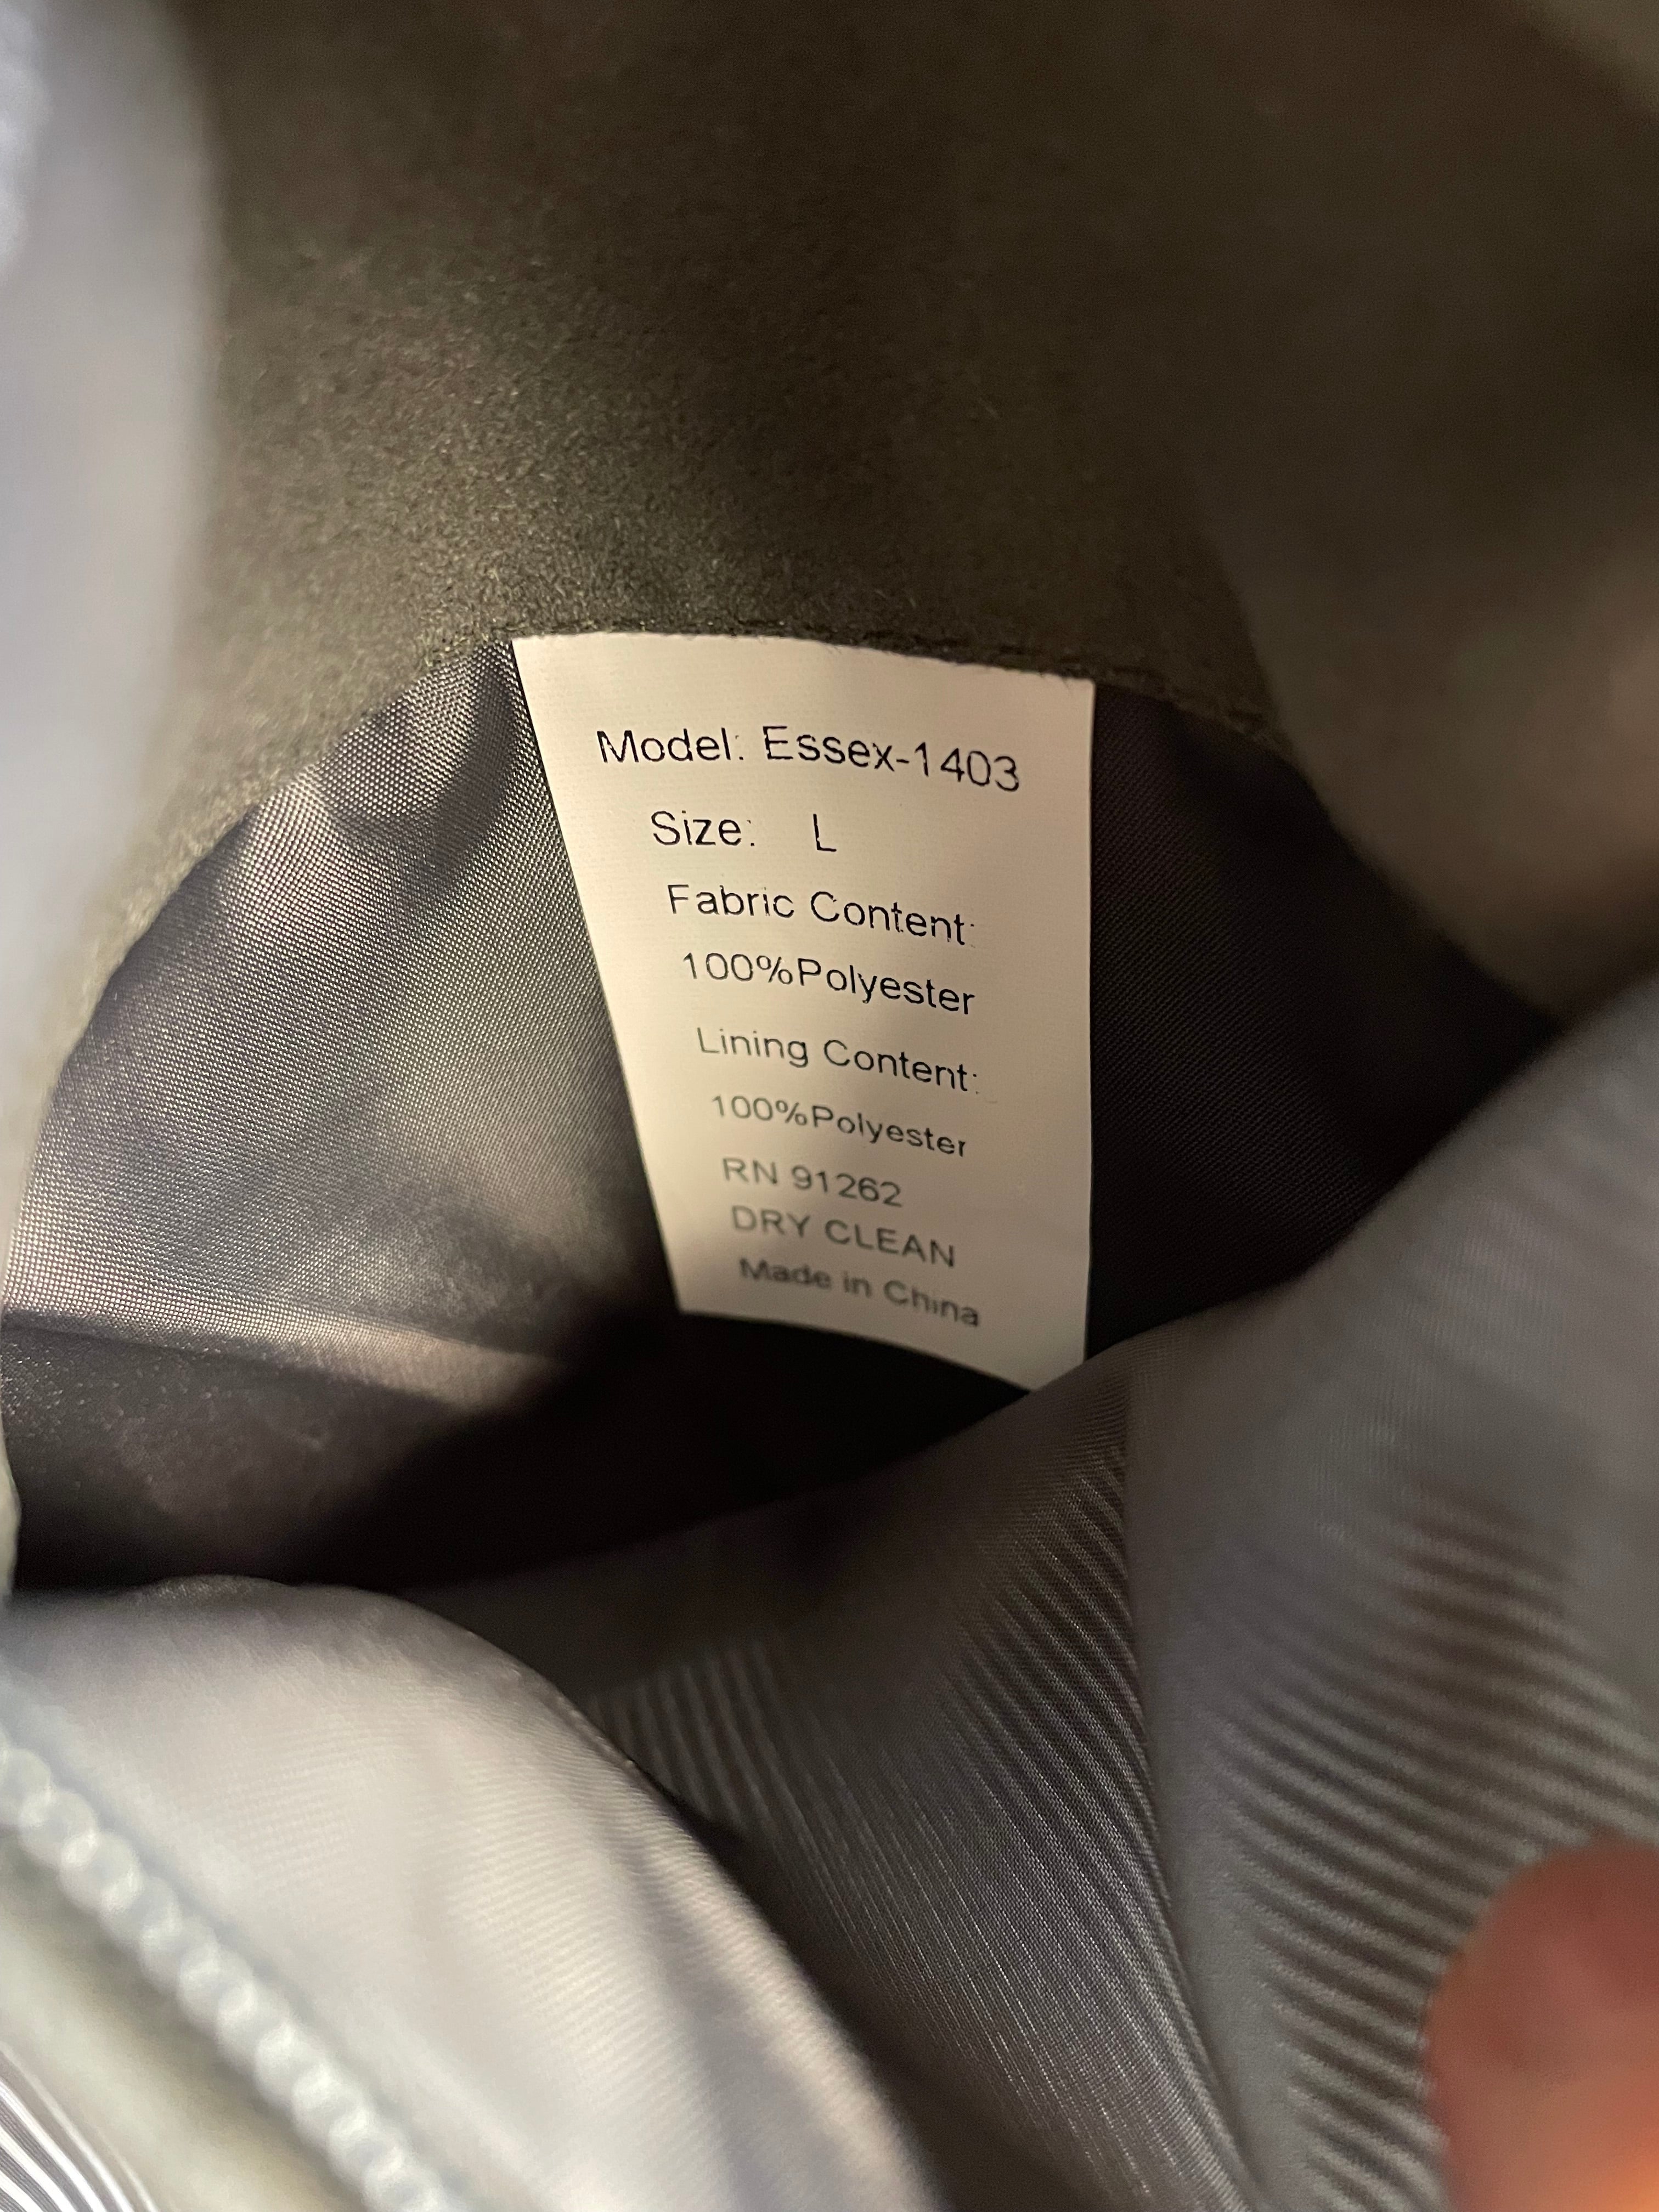 Model: Essex-1403
Size: L
Fabric Content:
100%Polyester
Lining Content:
100%Polyester
RN 91262
DRY CLEAN
Made in China